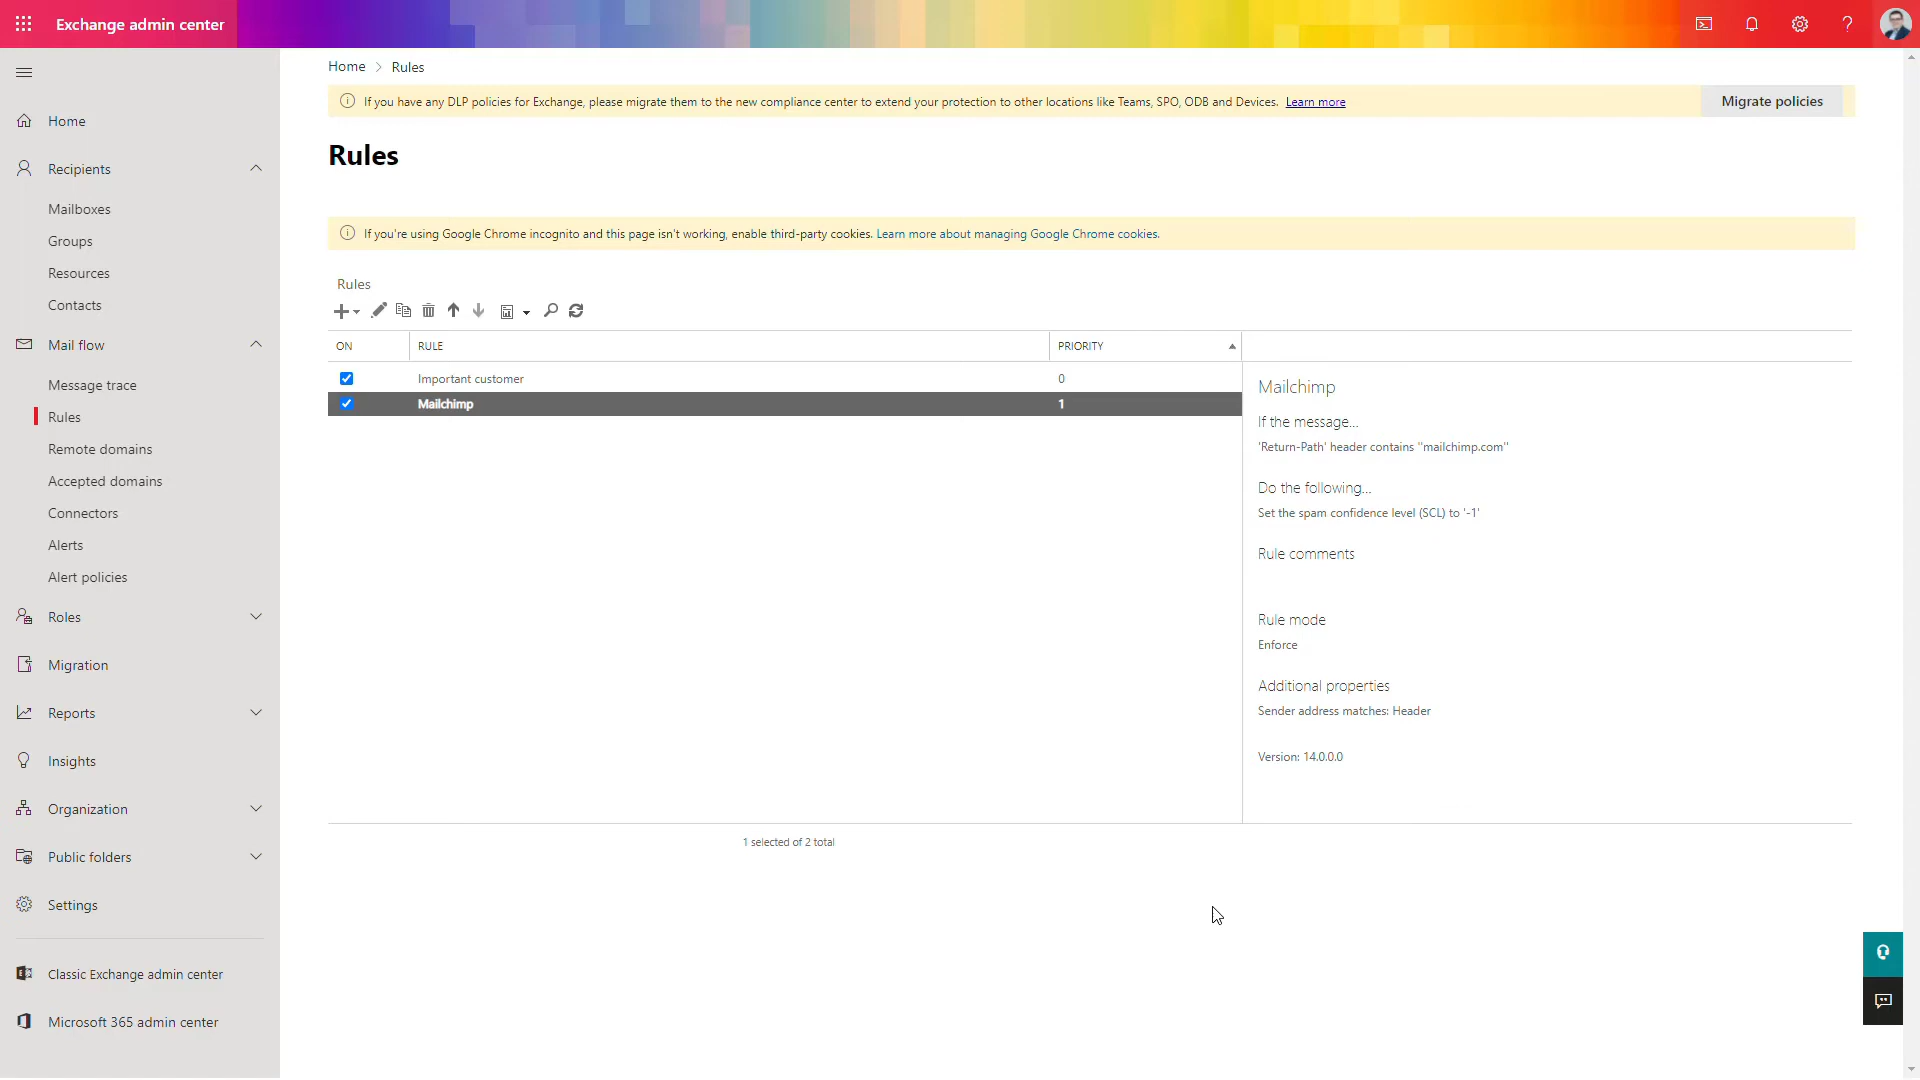 Exchange admin center
Home
Recipients
Mailboxes
Groups
Resources
Contacts
Mail flow
Message trace
Rules
Remote domains
Accepted domains
Connectors
Alerts
Alert policies
Roles
Migration
Reports
Insights
Organization
Public folders
Settings
Classic Exchange admin center
Microsoft 365 admin center
Home > Rules
If you have any DLP policies for Exchange, please migrate them to the new compliance center to extend your protection to other locations like Teams, SPO, ODB and Devices. Learn more
Migrate policies
Rules
If you're using Google Chrome incognito and this page isn't working, enable third-party cookies. Learn more about managing Google Chrome cookies.
Rules
ON RULE PRIORITY
Important customer 0
Mailchimp 1
Mailchimp
If the message...
'Return-Path' header contains ''mailchimp.com''
Do the following...
Set the spam confidence level (SCL) to '-1'
Rule comments
Rule mode
Enforce
Additional properties
Sender address matches: Header
Version: 14.0.0.0
1 selected of 2 total